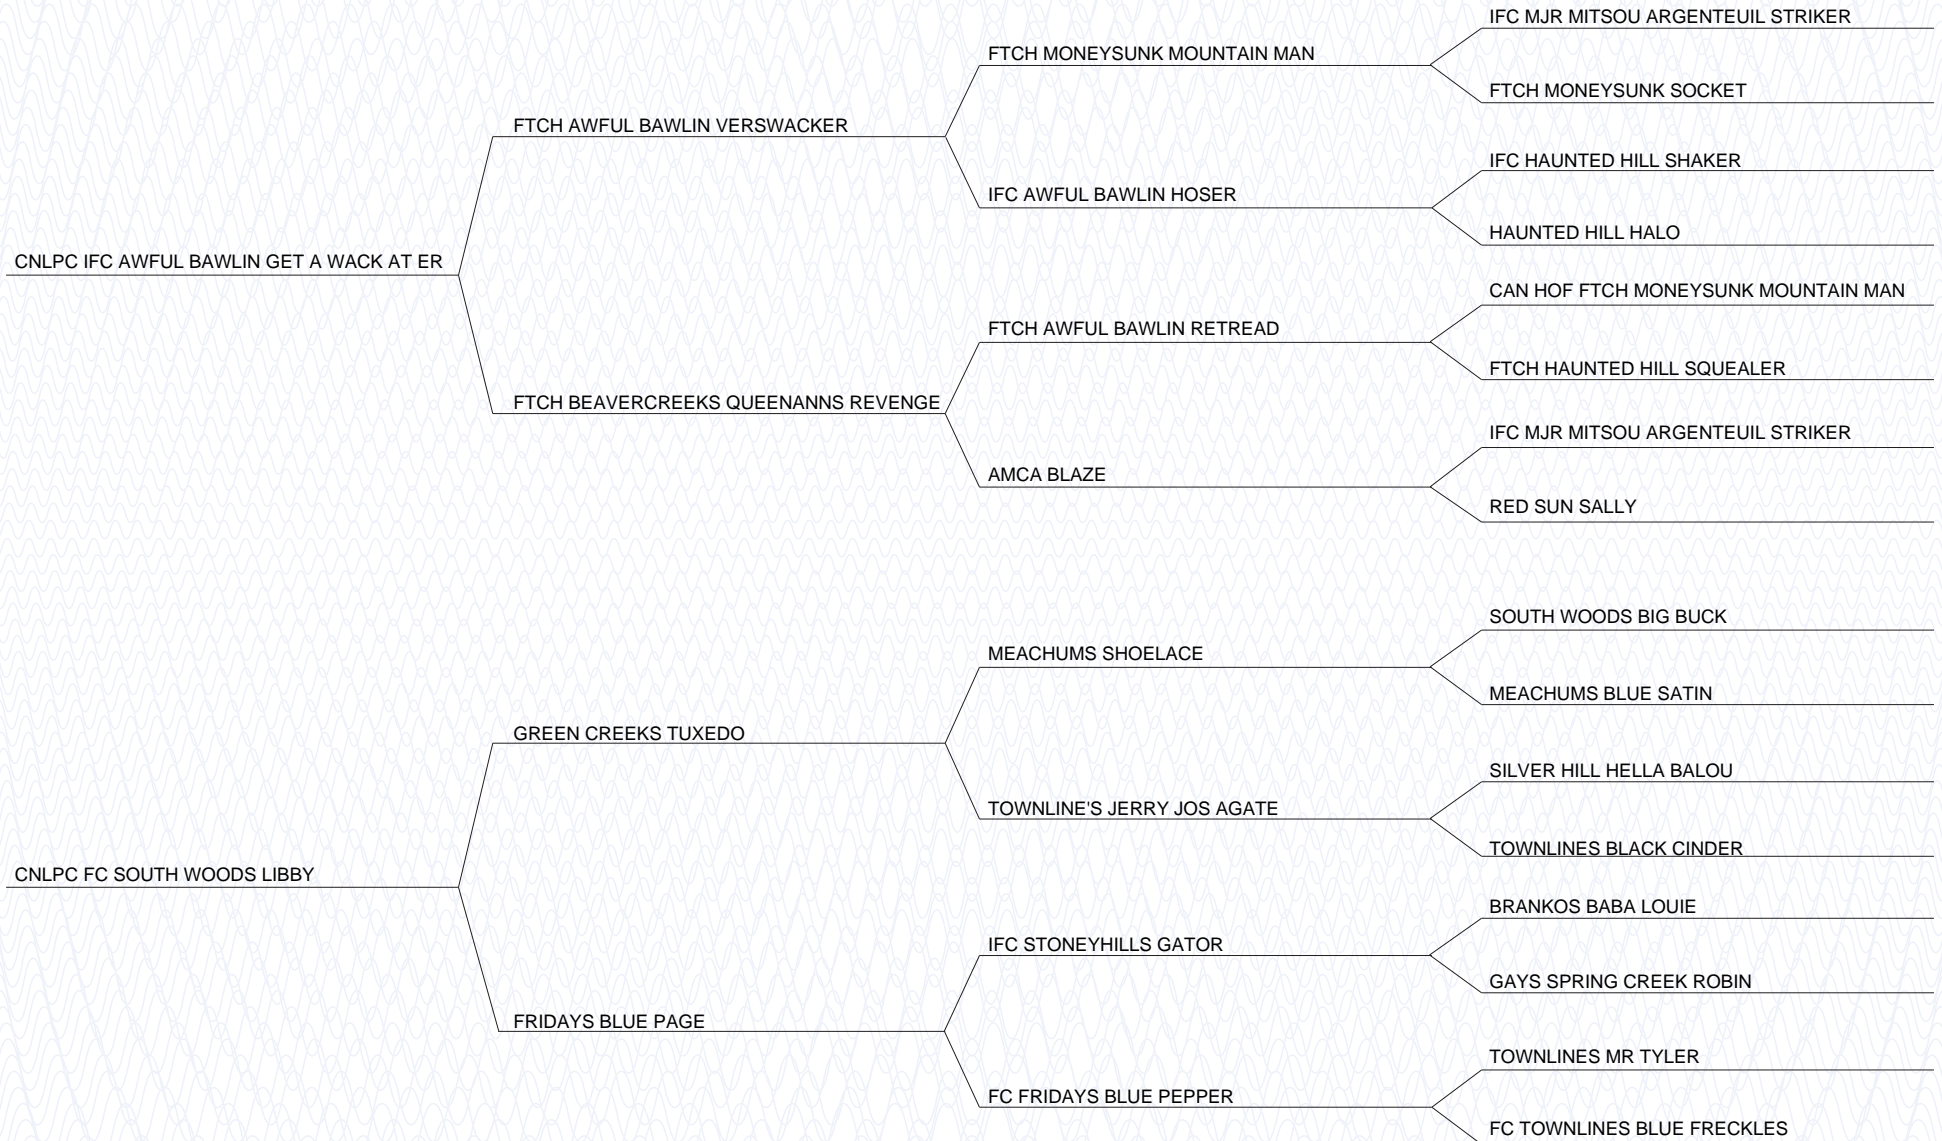 IFC MJR MITSOU ARGENTEUIL STRIKER
FTCH MONEYSUNK MOUNTAIN MAN
FTCH MONEYSUNK SOCKET
FTCH AWFUL BAWLIN VERSWACKER
IFC HAUNTED HILL SHAKER
IFC AWFUL BAWLIN HOSER
HAUNTED HILL HALO
CNLPC IFC AWFUL BAWLIN GET A WACK AT ER
CAN HOF FTCH MONEYSUNK MOUNTAIN MAN
FTCH AWFUL BAWLIN RETREAD
FTCH HAUNTED HILL SQUEALER
FTCH BEAVERCREEKS QUEENANNS REVENGE
IFC MJR MITSOU ARGENTEUIL STRIKER
AMCA BLAZE
RED SUN SALLY
SOUTH WOODS BIG BUCK
MEACHUMS SHOELACE
MEACHUMS BLUE SATIN
GREEN CREEKS TUXEDO
SILVER HILL HELLA BALOU
TOWNLINE'S JERRY JOS AGATE
TOWNLINES BLACK CINDER
CNLPC FC SOUTH WOODS LIBBY
BRANKOS BABA LOUIE
IFC STONEYHILLS GATOR
GAYS SPRING CREEK ROBIN
FRIDAYS BLUE PAGE
TOWNLINES MR TYLER
FC FRIDAYS BLUE PEPPER
FC TOWNLINES BLUE FRECKLES